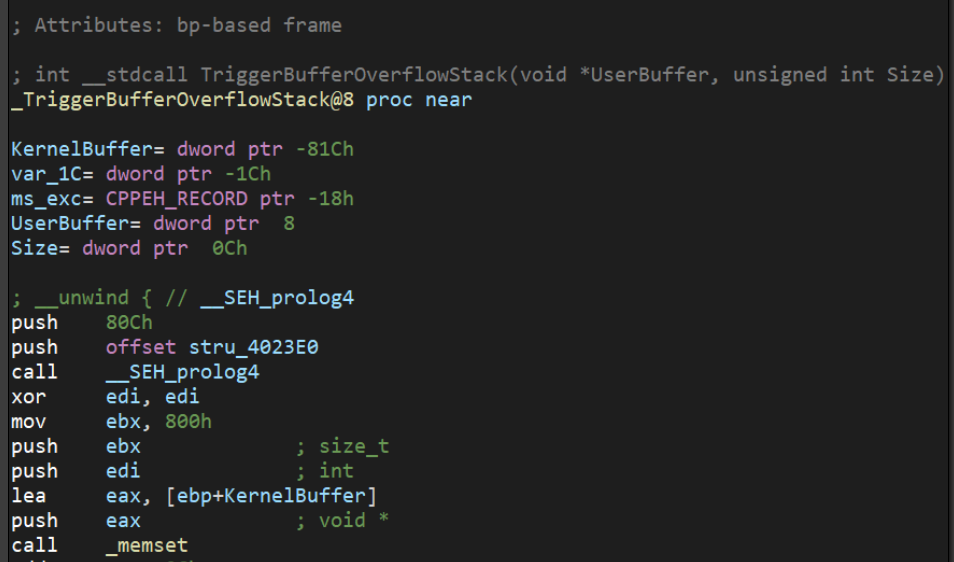 ; Attributes: bp-based frame
; int __stdcall TriggerBufferOverflowStack(void *UserBuffer, unsigned int Size)
_TriggerBufferOverflowStack@8 proc near
KernelBuffer= dword ptr -81Ch
var_1C= dword ptr -1Ch
ms_exc= CPPEH_RECORD ptr -18h
UserBuffer= dword ptr  8
Size= dword ptr  0Ch
; __unwind { // __SEH_prolog4
push    80Ch
push    offset stru_4023E0
call    __SEH_prolog4
xor     edi, edi
mov     ebx, 800h
push    ebx             ; size_t
push    edi             ; int
lea     eax, [ebp+KernelBuffer]
push    eax             ; void *
call    _memset